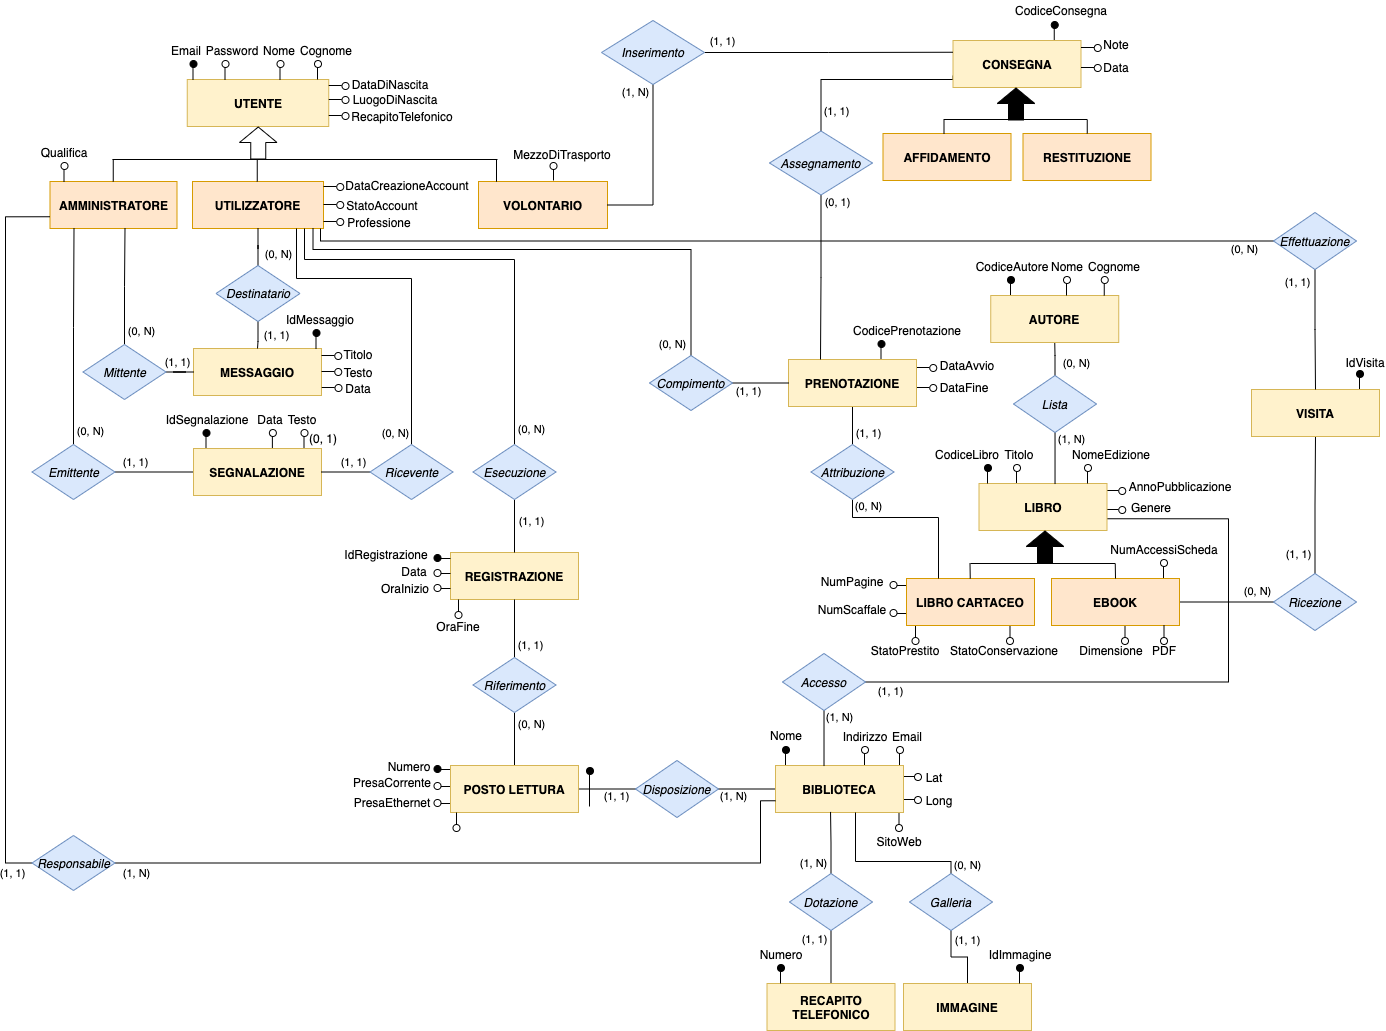 CodiceConsegna
Inserimento
(1, 1)
Note
CONSEGNA
Data
Email
Password
Nome
Cognome
UTENTE
DataDiNascita
LuogoDiNascita
RecapitoTelefonico
(1, N)
(1, 1)
AFFIDAMENTO
RESTITUZIONE
Assegnamento
(0, 1)
Qualifica
MezzoDiTrasporto
AMMINISTRATORE
UTILIZZATORE
DataCreazioneAccount
StatoAccount
Professione
VOLONTARIO
(0, N)
Effettuazione
(1, 1)
(0, N)
Destinatario
(1, 1)
IdMessaggio
(0, N)
Mittente
(1, 1)
MESSAGGIO
Titolo
Testo
Data
CodiceAutore
Nome
Cognome
AUTORE
(0, N)
Lista
(1, N)
(0, N)
Compimento
(1, 1)
CodicePrenotazione
PRENOTAZIONE
DataAvvio
DataFine
(1, 1)
Attribuzione
(0, N)
IdVisita
VISITA
IdSegnalazione
Data
Testo
(0, 1)
(0, N)
Emittente
(1, 1)
SEGNALAZIONE
(1, 1)
(0, N)
Ricevente
(0, N)
Esecuzione
(1, 1)
CodiceLibro
Titolo
NomeEdizione
LIBRO
AnnoPubblicazione
Genere
IdRegistrazione
Data
OraInizio
REGISTRAZIONE
OraFine
(1, 1)
Riferimento
(0, N)
NumPagine
NumScaffale
LIBRO CARTACEO
StatoPrestito
StatoConservazione
NumAccessiScheda
EBOOK
Dimensione
PDF
(0, N)
(1, 1)
Ricezione
Accesso
(1, 1)
(1, N)
Numero
PresaCorrente
PresaEthernet
POSTO LETTURA
(1, 1)
Disposizione
(1, N)
Nome
Indirizzo
Email
BIBLIOTECA
Lat
Long
SitoWeb
(1, 1)
Responsabile
(1, N)
(1, N)
Dotazione
(1, 1)
(0, N)
Galleria
(1, 1)
Numero
RECAPITO
TELEFONICO
IdImmagine
IMMAGINE